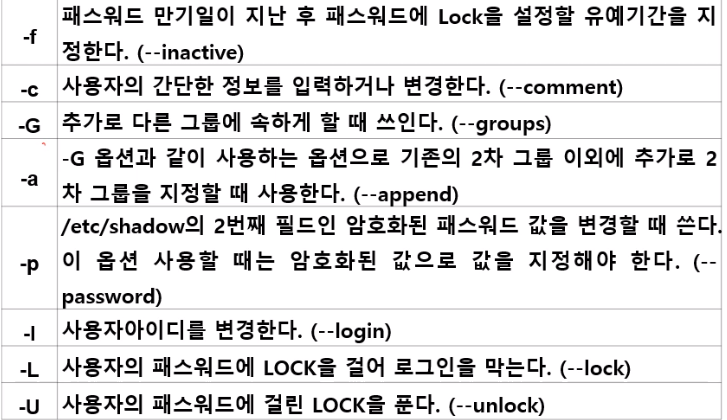 -f 패스워드 만기일이 지난 후 패스워드에 Lock을 설정할 유예기간을 지
정한다. (--inactive)
-c 사용자의 간단한 정보를 입력하거나 변경한다. (--comment)
-G 추가로 다른 그룹에 속하게 할 때 쓰인다. (--groups)
-a -G 옵션과 같이 사용하는 옵션으로 기존의 2차 그룹 이외에 추가로 2
차 그룹을 지정할 때 사용한다. (--append)
-p /etc/shadow의 2번째 필드인 암호화된 패스워드 값을 변경할 때 쓴다.
이 옵션 사용할 때는 암호화된 값으로 값을 지정해야 한다. (--
password)
-l 사용자아이디를 변경한다. (--login)
-L 사용자의 패스워드에 LOCK을 걸어 로그인을 막는다. (--lock)
-U 사용자의 패스워드에 걸린 LOCK을 푼다. (--unlock)